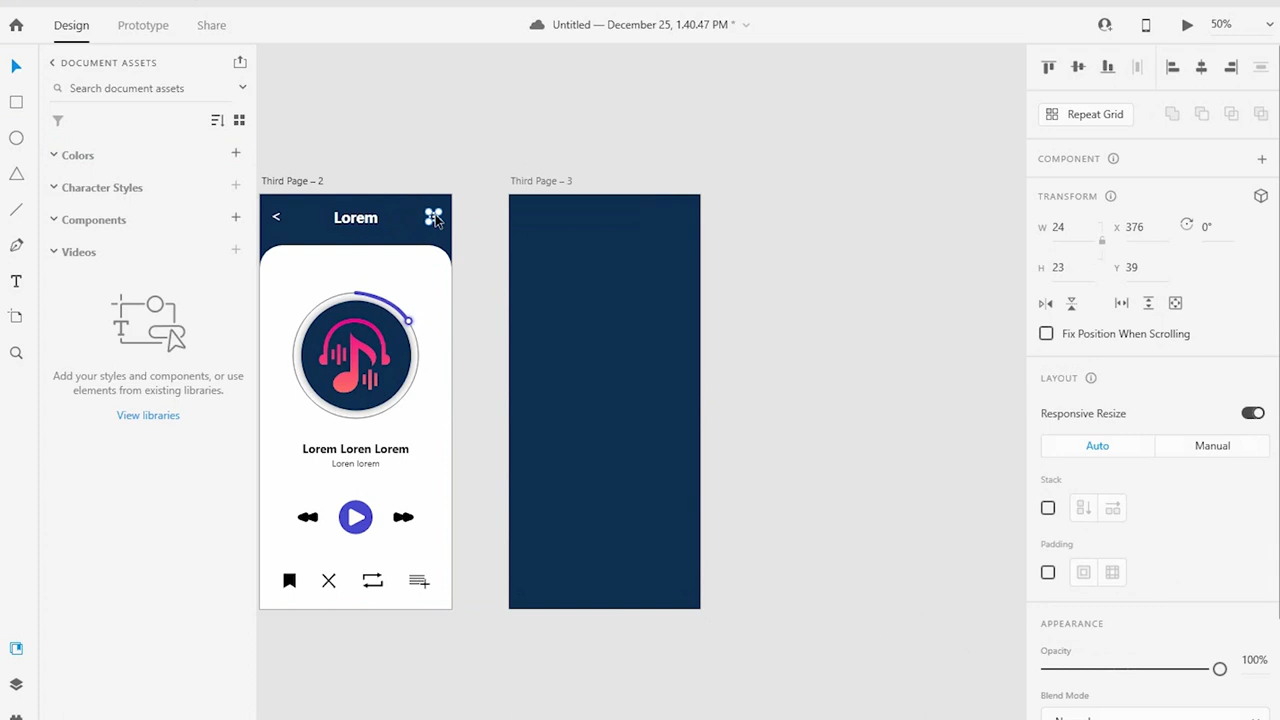 Design Prototype Share Untitled — December 25, 1.40.47 PM * 50%
DOCUMENT ASSETS
Search document assets
Colors
Character Styles
Components
Videos
Add your styles and components, or use
elements from existing libraries.
View libraries
Third Page – 2
< Lorem
Lorem Loren Lorem
Loren lorem
Third Page – 3
Repeat Grid
COMPONENT
TRANSFORM
W 24 X 376 0°
H 23 Y 39
Fix Position When Scrolling
LAYOUT
Responsive Resize
Auto Manual
Stack
Padding
APPEARANCE
Opacity
100%
Blend Mode